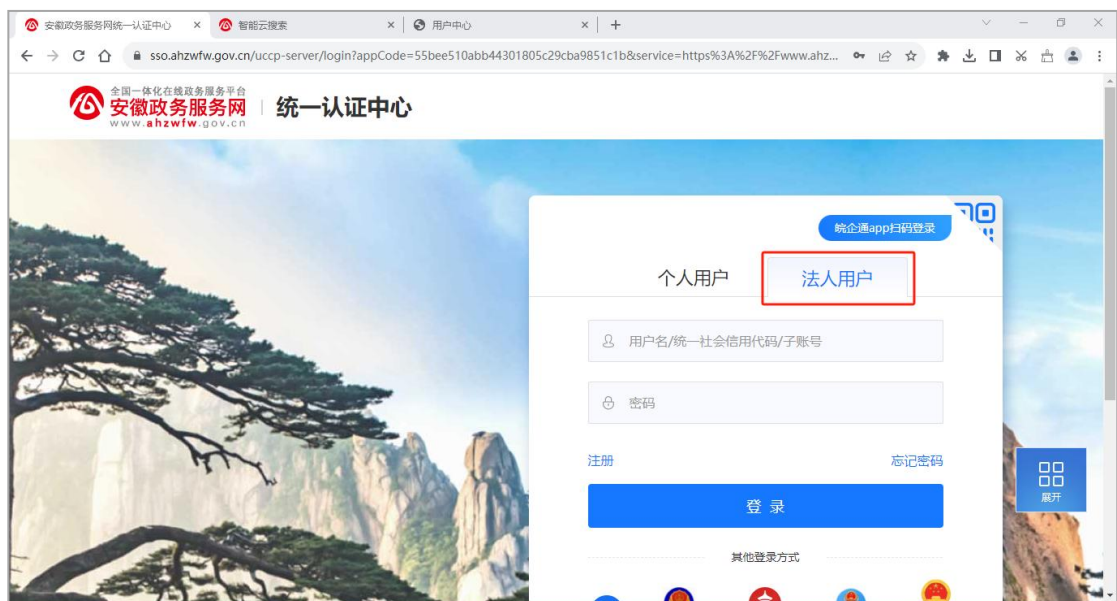 安徽政务服务网统一认证中心
智能云搜索
用户中心
sso.ahzwfw.gov.cn/uccp-server/login?appCode=55bee510abb44301805c29cba9851c1b&service=https%3A%2F%2Fwww.ahz...
全国一体化在线政务服务平台
安徽政务服务网
www.ahzwfw.gov.cn
统一认证中心
皖企通app扫码登录
个人用户
法人用户
用户名/统一社会信用代码/子账号
密码
注册
忘记密码
登 录
展开
其他登录方式